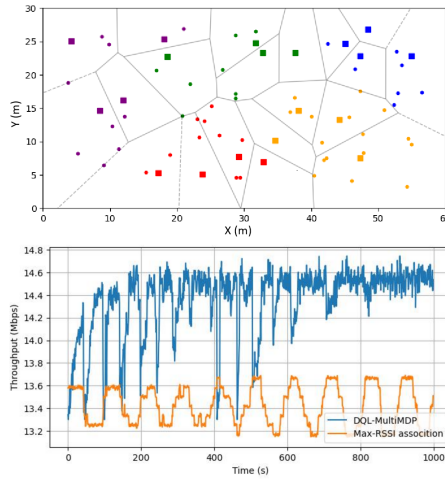 30
25
20
15
10
5
0
Y (m)
0 10 20 30 40 50 60
X (m)
14.8
14.6
14.4
14.2
14.0
13.8
13.6
13.4
13.2
Throughput (Mbps)
DQL-MultiMDP
Max-RSSI assocition
0 200 400 600 800 1000
Time (s)